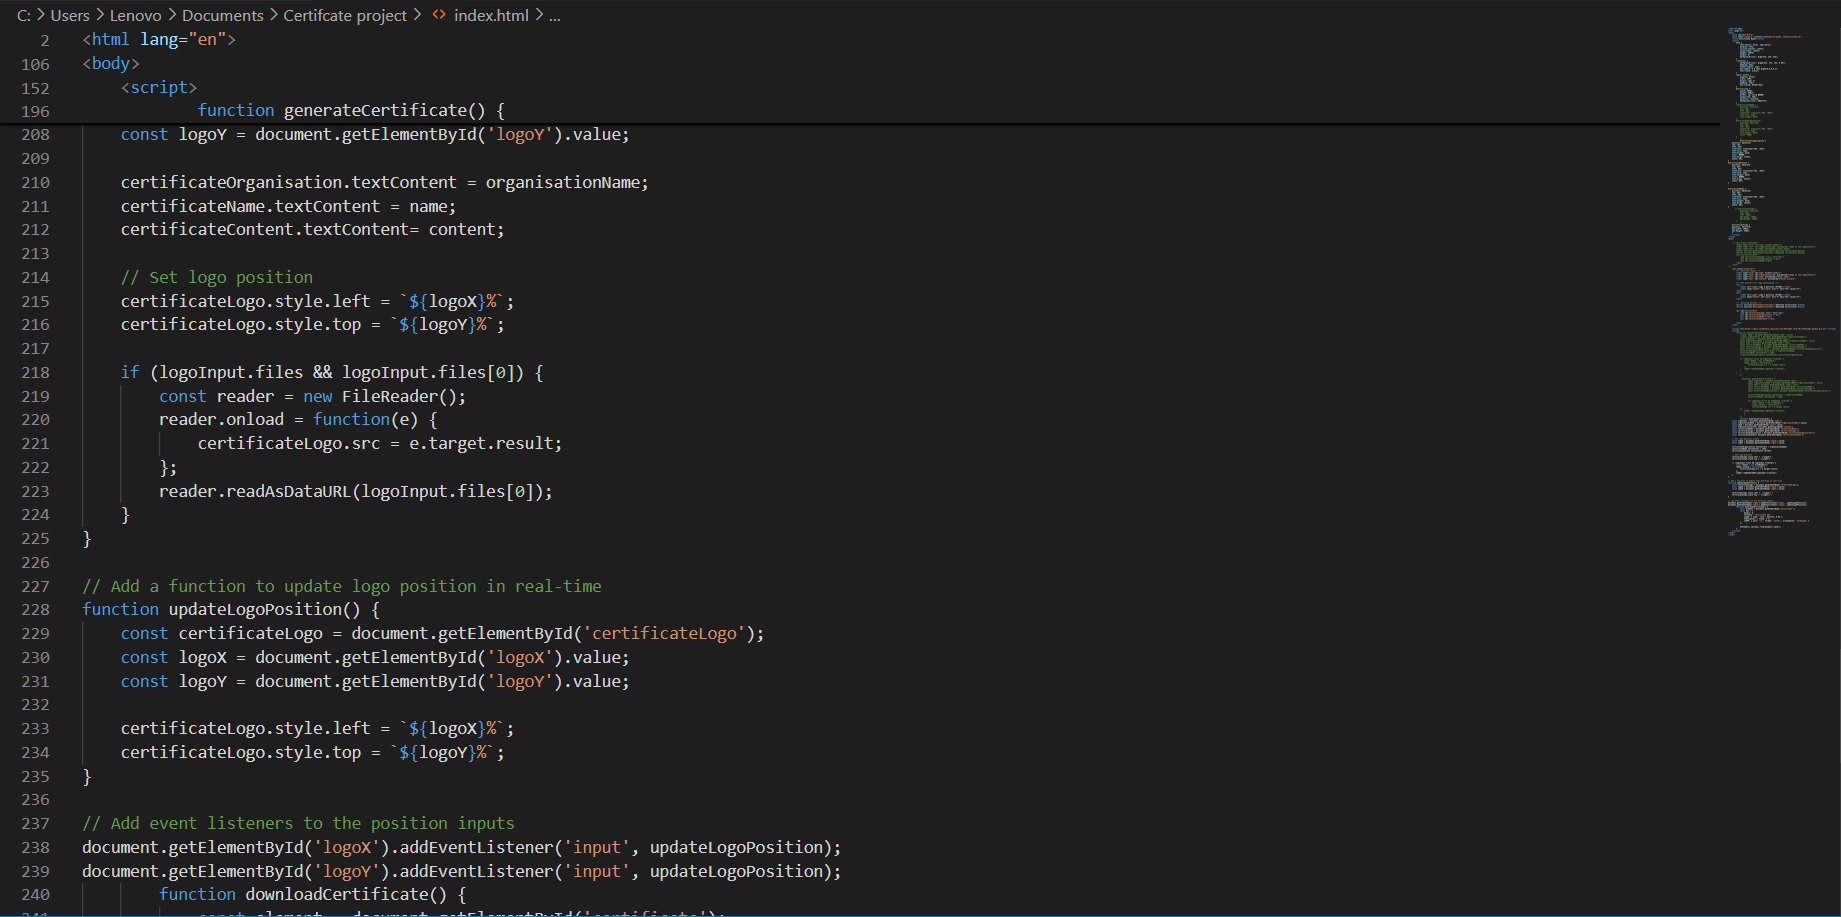 C: > Users > Lenovo > Documents > Certifcate project > <> index.html > ...
2 <html lang="en">
106 <body>
152 <script>
196 function generateCertificate() {
208 const logoY = document.getElementById('logoY').value;
209
210 certificateOrganisation.textContent = organisationName;
211 certificateName.textContent = name;
212 certificateContent.textContent= content;
213
214 // Set logo position
215 certificateLogo.style.left = `${logoX}%`;
216 certificateLogo.style.top = `${logoY}%`;
217
218 if (logoInput.files && logoInput.files[0]) {
219 const reader = new FileReader();
220 reader.onload = function(e) {
221 certificateLogo.src = e.target.result;
222 };
223 reader.readAsDataURL(logoInput.files[0]);
224 }
225 }
226
227 // Add a function to update logo position in real-time
228 function updateLogoPosition() {
229 const certificateLogo = document.getElementById('certificateLogo');
230 const logoX = document.getElementById('logoX').value;
231 const logoY = document.getElementById('logoY').value;
232
233 certificateLogo.style.left = `${logoX}%`;
234 certificateLogo.style.top = `${logoY}%`;
235 }
236
237 // Add event listeners to the position inputs
238 document.getElementById('logoX').addEventListener('input', updateLogoPosition);
239 document.getElementById('logoY').addEventListener('input', updateLogoPosition);
240 function downloadCertificate() {
241 const element = document.getElementById('certificate');